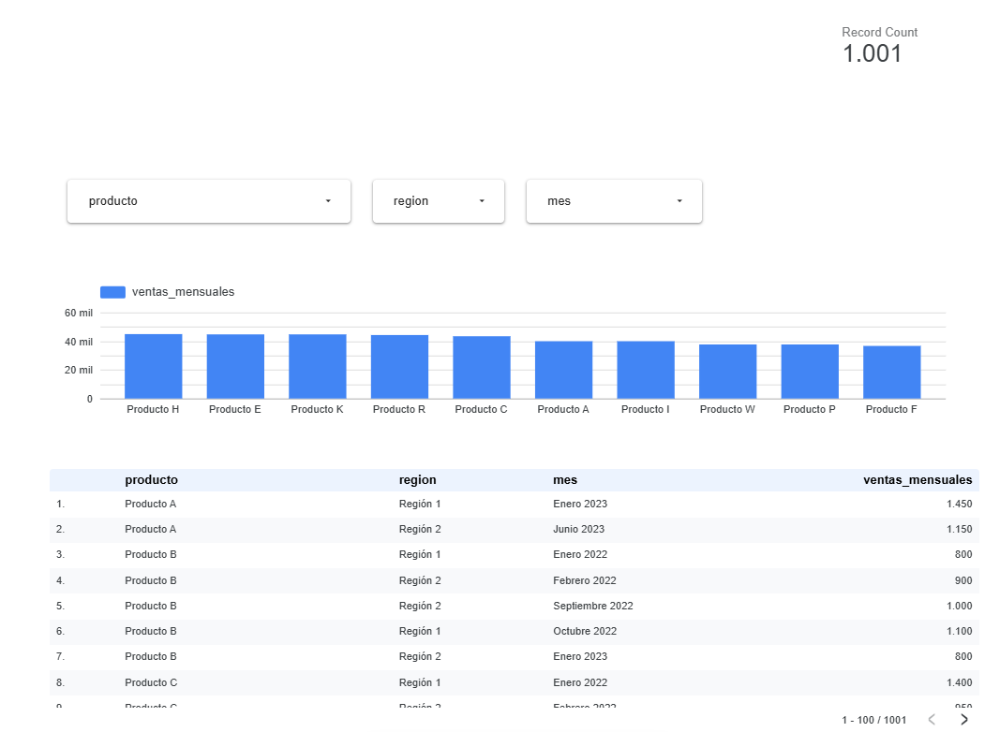 Record Count
1.001
producto
region
mes
ventas_mensuales
60 mil
40 mil
20 mil
0
Producto H Producto E Producto K Producto R Producto C Producto A Producto I Producto W Producto P Producto F
producto region mes ventas_mensuales
1. Producto A Región 1 Enero 2023 1.450
2. Producto A Región 2 Junio 2023 1.150
3. Producto B Región 1 Enero 2022 800
4. Producto B Región 2 Febrero 2022 900
5. Producto B Región 2 Septiembre 2022 1.000
6. Producto B Región 1 Octubre 2022 1.100
7. Producto B Región 2 Enero 2023 800
8. Producto C Región 1 Enero 2022 1.400
9. Producto C Región 2 Febrero 2022 950
1 - 100 / 1001